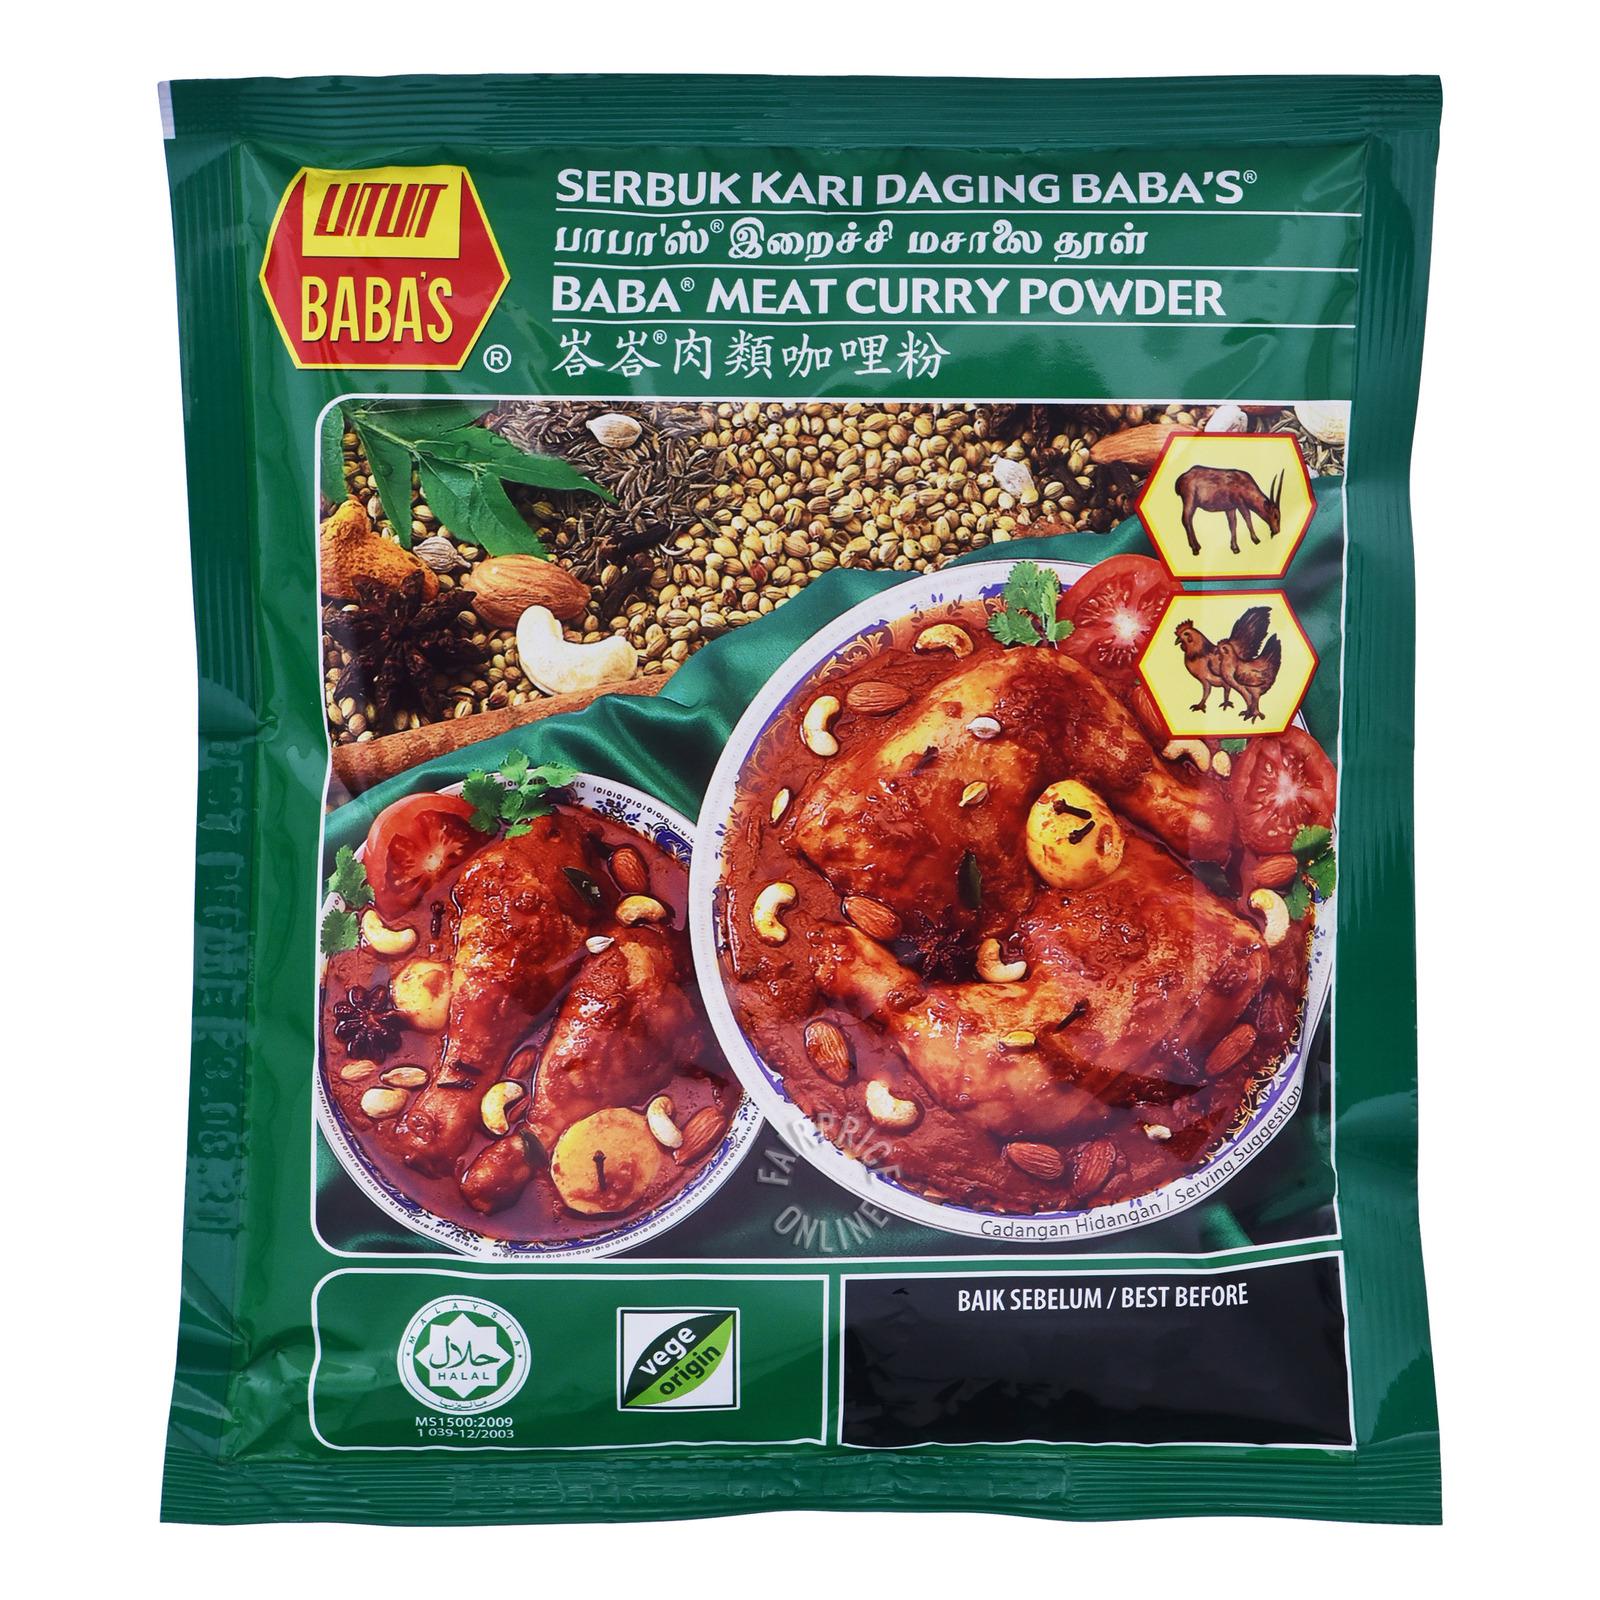 பாபா
BABA'S
®
SERBUK KARI DAGING BABA'S®
பாபா'ஸ்® இறைச்சி மசாலை தூள்
BABA® MEAT CURRY POWDER
峇峇®肉類咖哩粉
Cadangan Hidangan / Serving Suggestion
FAIRPRICE
ONLINE
MALAYSIA
حلال
HALAL
ماليزيا
MS1500:2009
1 039-12/2003
vege
origin
BAIK SEBELUM / BEST BEFORE